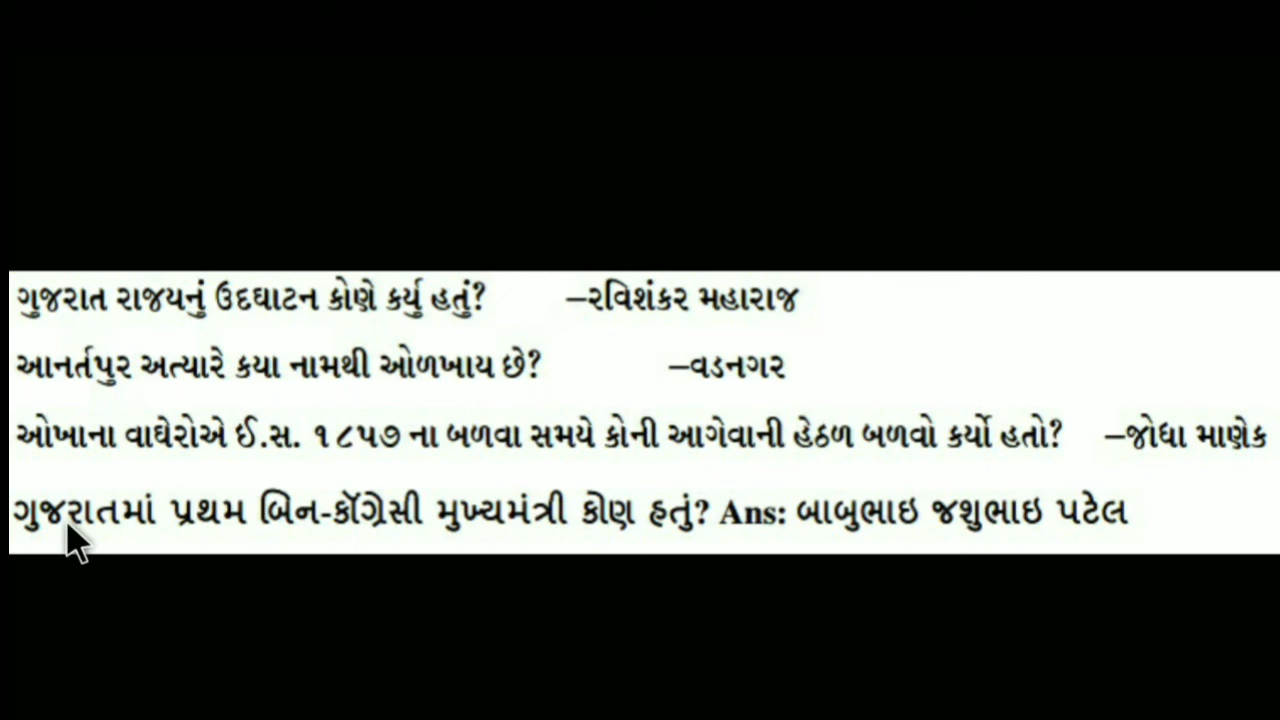 ગુજરાત રાજયનું ઉદઘાટન કોણે કર્યુ હતું? –રવિશંકર મહારાજ
આનર્તપુર અત્યારે કયા નામથી ઓળખાય છે? –વડનગર
ઓખાના વાઘેરોએ ઈ.સ. ૧૮૫૭ ના બળવા સમયે કોની આગેવાની હેઠળ બળવો કર્યો હતો? –જોધા માણેક
ગુજરાતમાં પ્રથમ બિન-કૉંગ્રેસી મુખ્યમંત્રી કોણ હતું? Ans: બાબુભાઇ જશુભાઇ પટેલ